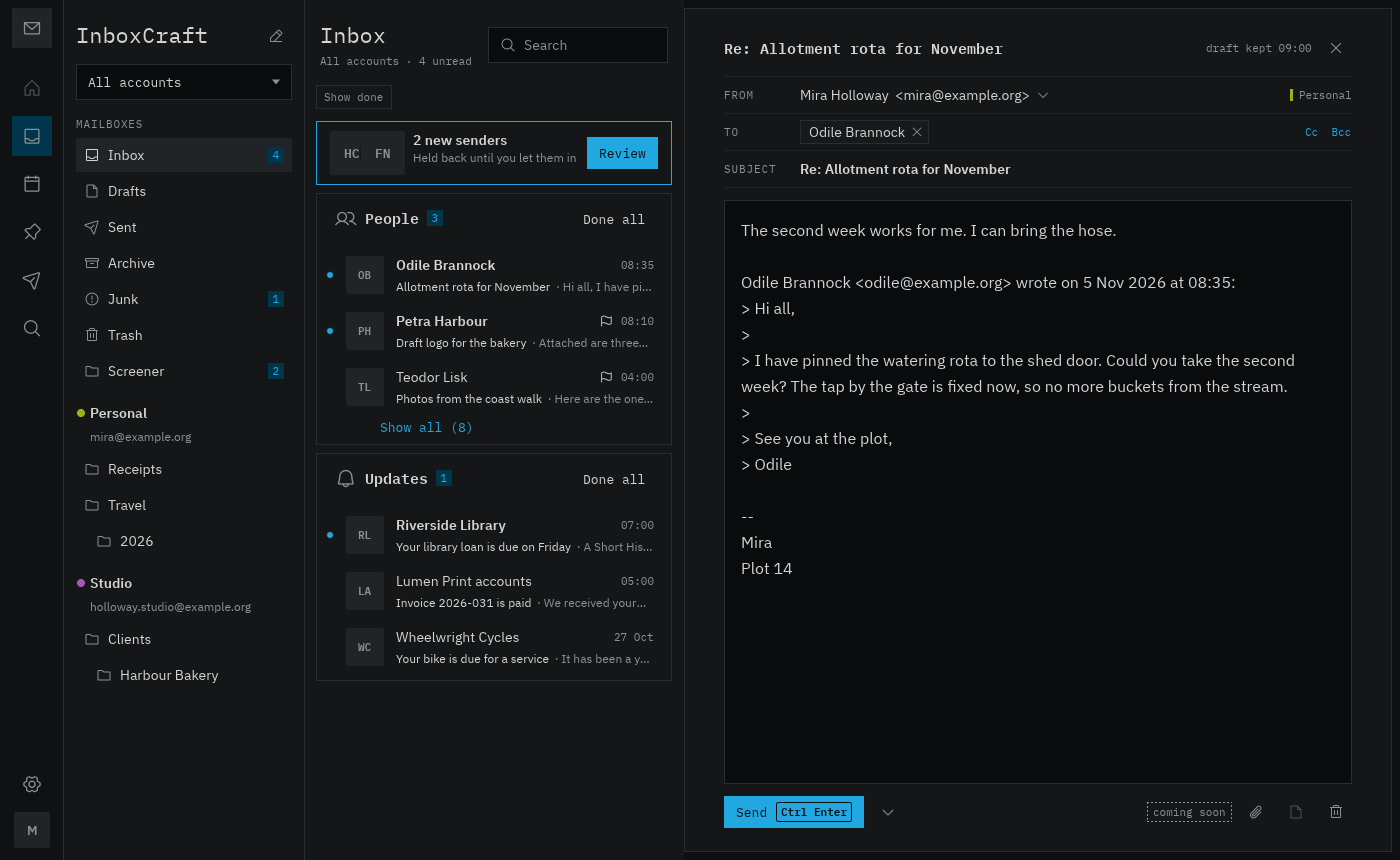 InboxCraft
All accounts
MAILBOXES
Inbox 4
Drafts
Sent
Archive
Junk 1
Trash
Screener 2
Personal
mira@example.org
Receipts
Travel
2026
Studio
holloway.studio@example.org
Clients
Harbour Bakery
M
Inbox
All accounts · 4 unread
Search
Show done
HC FN
2 new senders
Held back until you let them in
Review
People 3 Done all
OB
Odile Brannock 08:35
Allotment rota for November · Hi all, I have pi…
PH
Petra Harbour 08:10
Draft logo for the bakery · Attached are three…
TL
Teodor Lisk 04:00
Photos from the coast walk · Here are the one…
Show all (8)
Updates 1 Done all
RL
Riverside Library 07:00
Your library loan is due on Friday · A Short His…
LA
Lumen Print accounts 05:00
Invoice 2026-031 is paid · We received your…
WC
Wheelwright Cycles 27 Oct
Your bike is due for a service · It has been a y…
Re: Allotment rota for November draft kept 09:00
FROM Mira Holloway <mira@example.org> Personal
TO Odile Brannock Cc Bcc
SUBJECT Re: Allotment rota for November
The second week works for me. I can bring the hose.
Odile Brannock <odile@example.org> wrote on 5 Nov 2026 at 08:35:
> Hi all,
>
> I have pinned the watering rota to the shed door. Could you take the second
week? The tap by the gate is fixed now, so no more buckets from the stream.
>
> See you at the plot,
> Odile
--
Mira
Plot 14
Send Ctrl Enter
coming soon